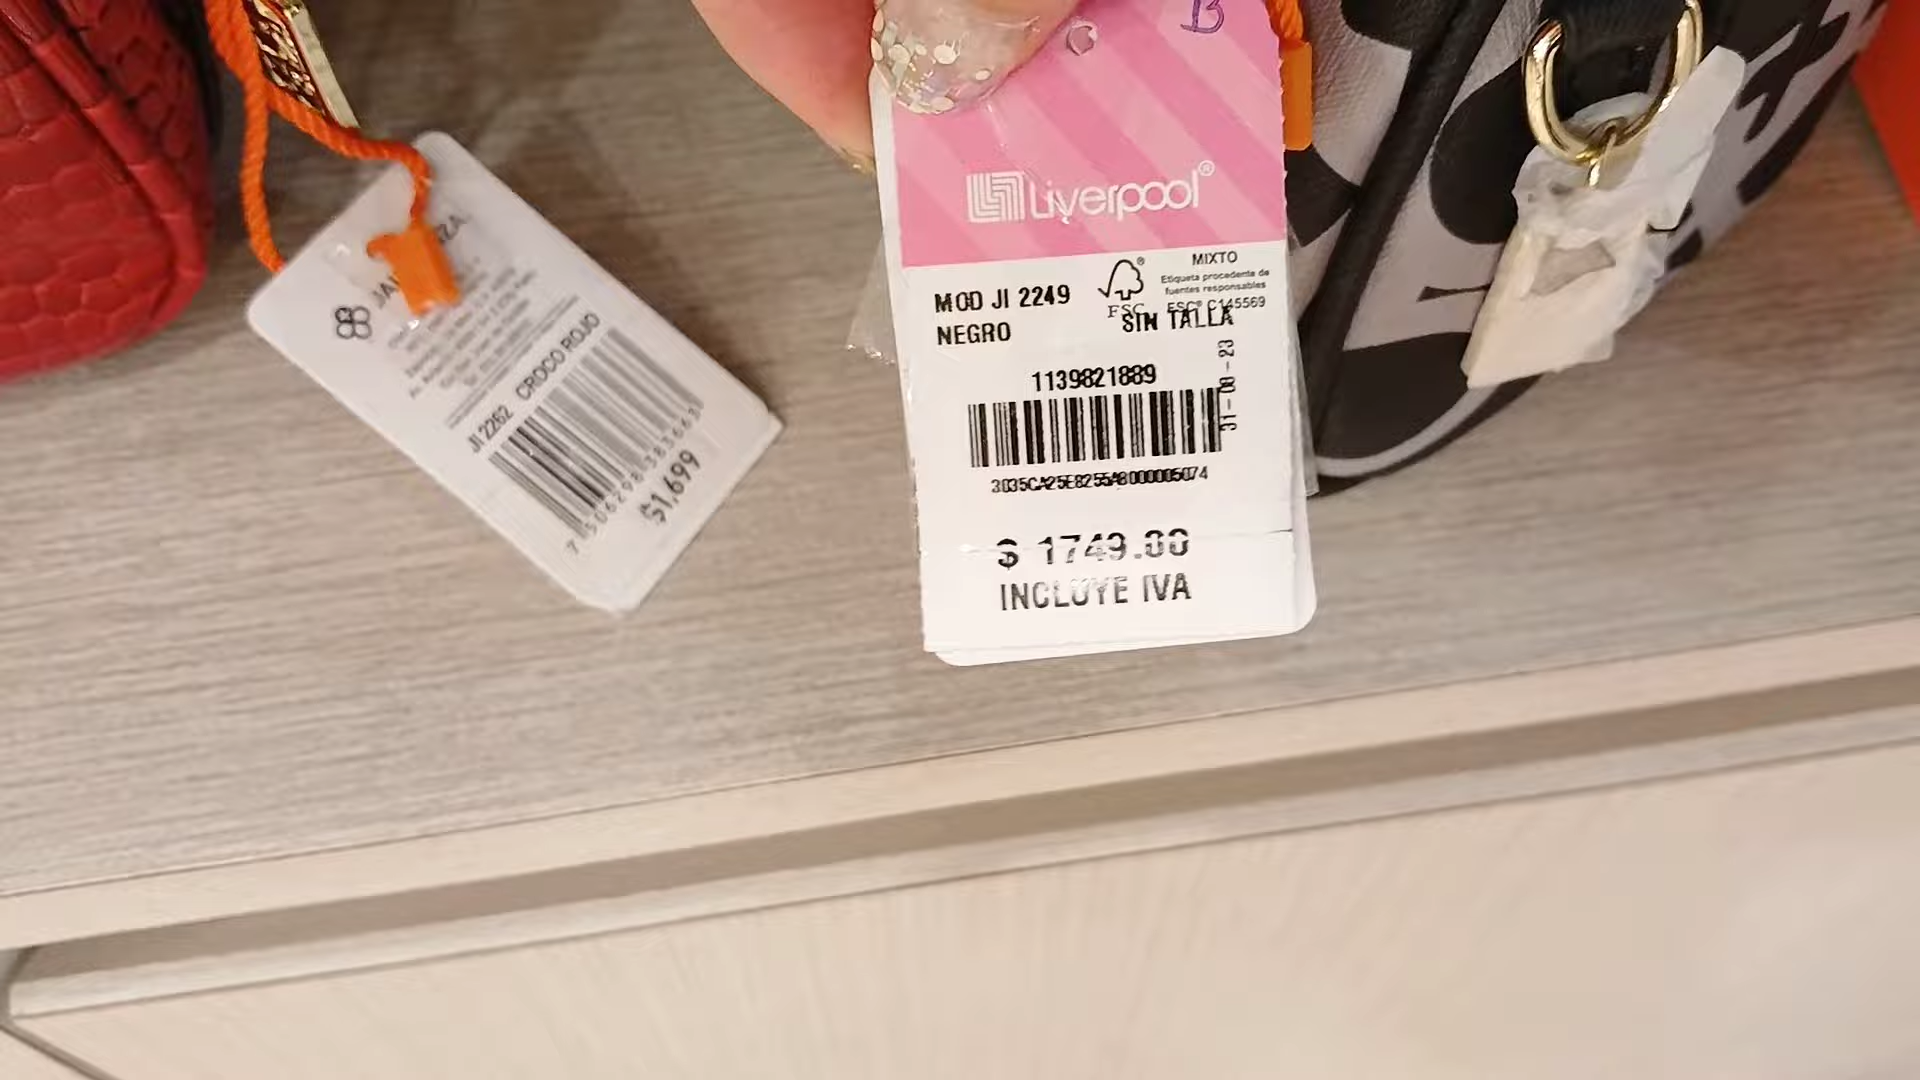 B
Liverpool®
MOD JI 2249
NEGRO
MIXTO
Etiqueta procedente de
fuentes responsables
FSC® C145569
FSC
SIN TALLA
1139821889
31-08-23
3035CA25E8255A8000005074
$ 1749.00
INCLUYE IVA
JI 2262 CROCO ROJO
$1,699